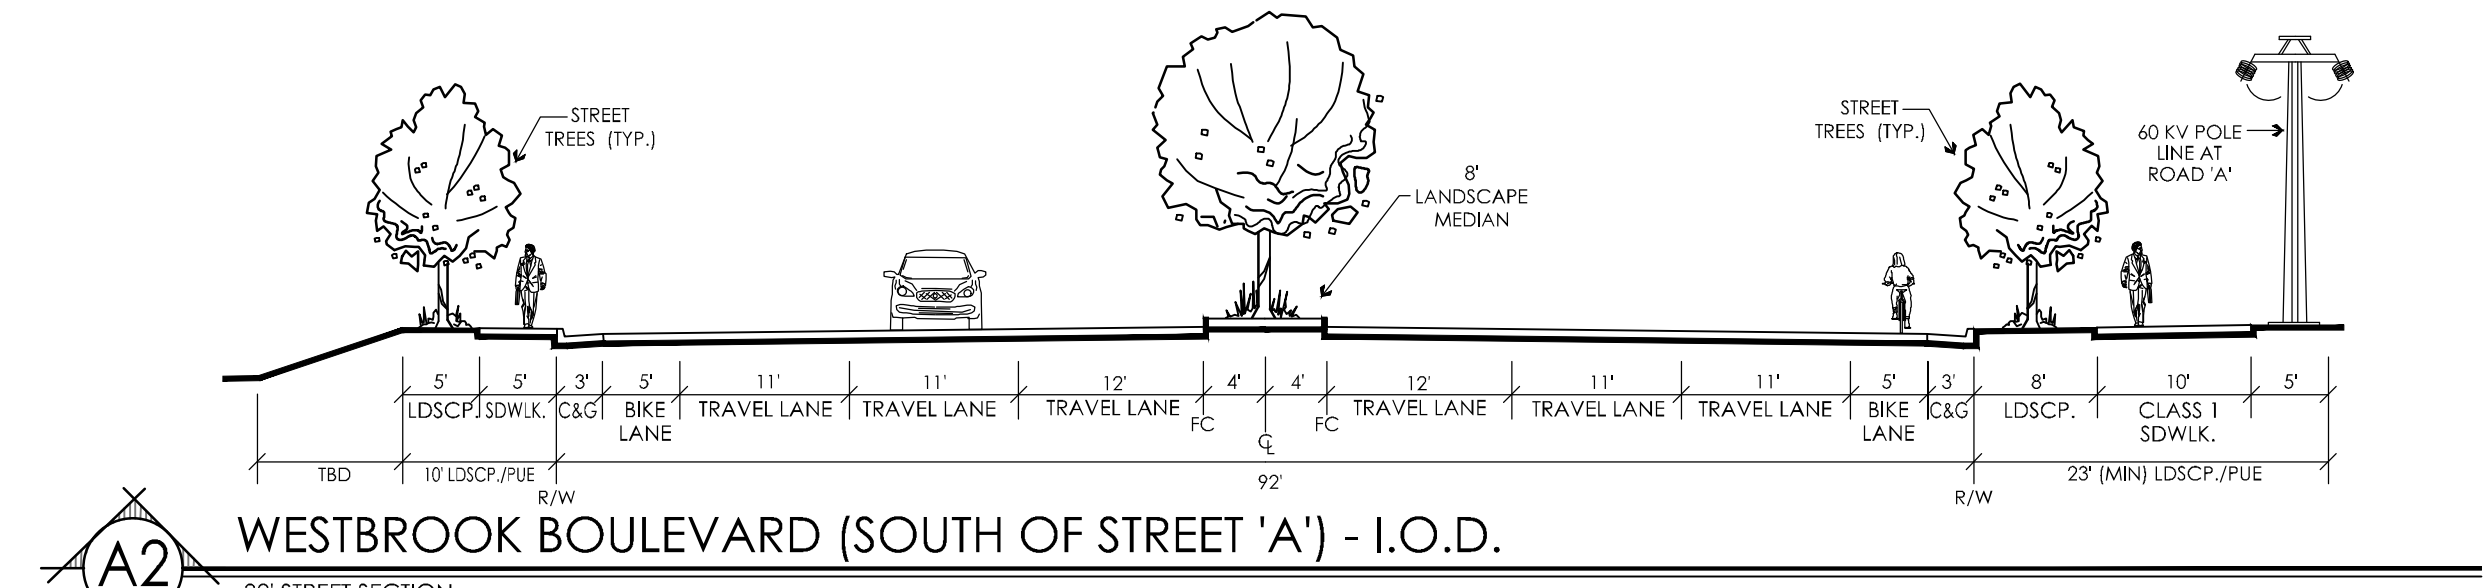 STREET
TREES (TYP.)
8'
LANDSCAPE
MEDIAN
STREET
TREES (TYP.)
60 KV POLE
LINE AT
ROAD 'A'
5' 5' 3' 5' 11' 11' 12' 4' 4' 12' 11' 11' 5' 3' 8' 10' 5'
LDSCP. SDWLK. C&G BIKE LANE TRAVEL LANE TRAVEL LANE TRAVEL LANE FC CL FC TRAVEL LANE TRAVEL LANE TRAVEL LANE BIKE LANE C&G LDSCP. CLASS 1 SDWLK.
TBD 10' LDSCP./PUE 92' 23' (MIN) LDSCP./PUE
R/W R/W
WESTBROOK BOULEVARD (SOUTH OF STREET 'A') - I.O.D.
A2
STREET SECTION